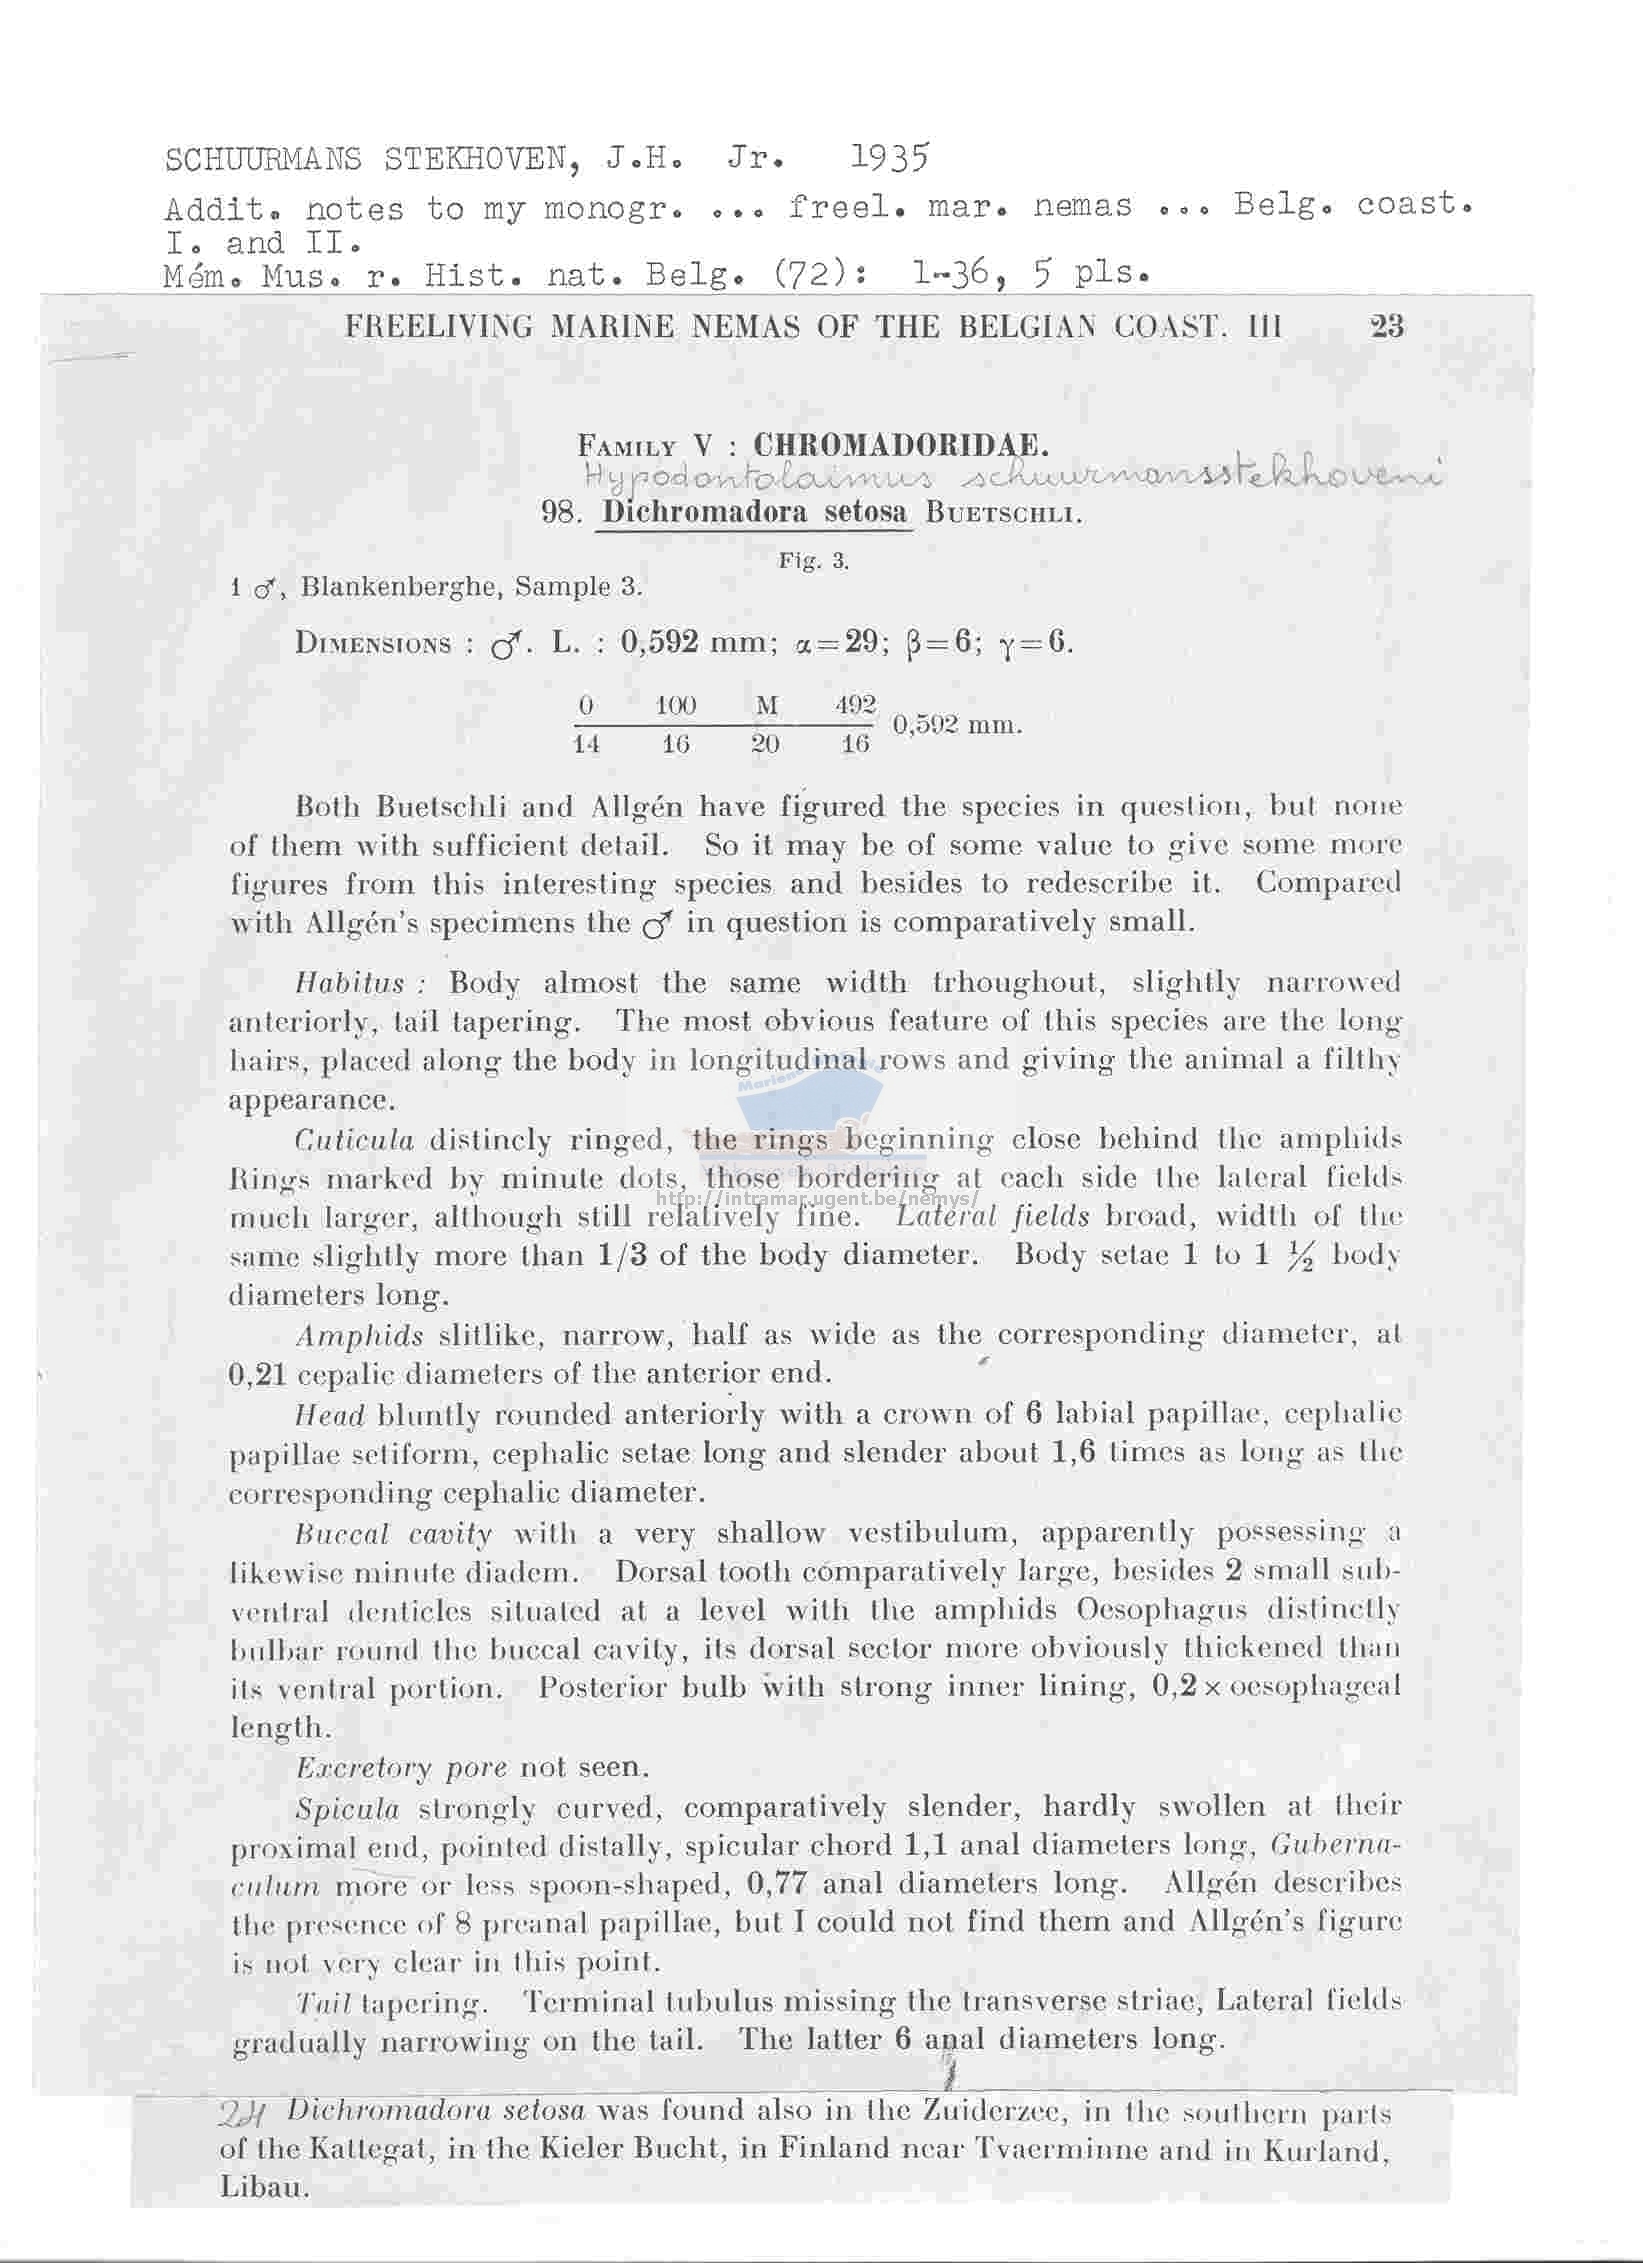 SCHUURMANS STEKHOVEN, J.H. Jr. 1935
Addit. notes to my monogr. ... freel. mar. nemas ... Belg. coast.
I. and II.
Mém. Mus. r. Hist. nat. Belg. (72): 1-36, 5 pls.
FREELIVING MARINE NEMAS OF THE BELGIAN COAST. III 23
FAMILY V : CHROMADORIDAE.
Hypodontolaimus schuurmansstekhoveni
98. Dichromadora setosa BUETSCHLI.
Fig. 3.
1 ♂, Blankenberghe, Sample 3.
DIMENSIONS : ♂. L. : 0,592 mm; α=29; β=6; γ=6.
0 100 M 492
0,592 mm.
14 16 20 16
Both Buetschli and Allgén have figured the species in question, but none
of them with sufficient detail. So it may be of some value to give some more
figures from this interesting species and besides to redescribe it. Compared
with Allgén's specimens the ♂ in question is comparatively small.
Habitus : Body almost the same width trhoughout, slightly narrowed
anteriorly, tail tapering. The most obvious feature of this species are the long
hairs, placed along the body in longitudinal rows and giving the animal a filthy
appearance.
Cuticula distincly ringed, the rings beginning close behind the amphids
Rings marked by minute dots, those bordering at each side the lateral fields
http://intramar.ugent.be/nemys/
much larger, although still relatively fine. Lateral fields broad, width of the
same slightly more than 1/3 of the body diameter. Body setae 1 to 1 ½ body
diameters long.
Amphids slitlike, narrow, half as wide as the corresponding diameter, at
0,21 cepalic diameters of the anterior end.
Head bluntly rounded anteriorly with a crown of 6 labial papillae, cephalic
papillae setiform, cephalic setae long and slender about 1,6 times as long as the
corresponding cephalic diameter.
Buccal cavity with a very shallow vestibulum, apparently possessing a
likewise minute diadem. Dorsal tooth comparatively large, besides 2 small sub-
ventral denticles situated at a level with the amphids Oesophagus distinctly
bulbar round the buccal cavity, its dorsal sector more obviously thickened than
its ventral portion. Posterior bulb with strong inner lining, 0,2 × oesophageal
length.
Excretory pore not seen.
Spicula strongly curved, comparatively slender, hardly swollen at their
proximal end, pointed distally, spicular chord 1,1 anal diameters long, Guberna-
culum more or less spoon-shaped, 0,77 anal diameters long. Allgén describes
the presence of 8 preanal papillae, but I could not find them and Allgén's figure
is not very clear in this point.
Tail tapering. Terminal tubulus missing the transverse striae, Lateral fields
gradually narrowing on the tail. The latter 6 anal diameters long.
24 Dichromadora setosa was found also in the Zuiderzee, in the southern parts
of the Kattegat, in the Kieler Bucht, in Finland near Tvaerminne and in Kurland,
Libau.